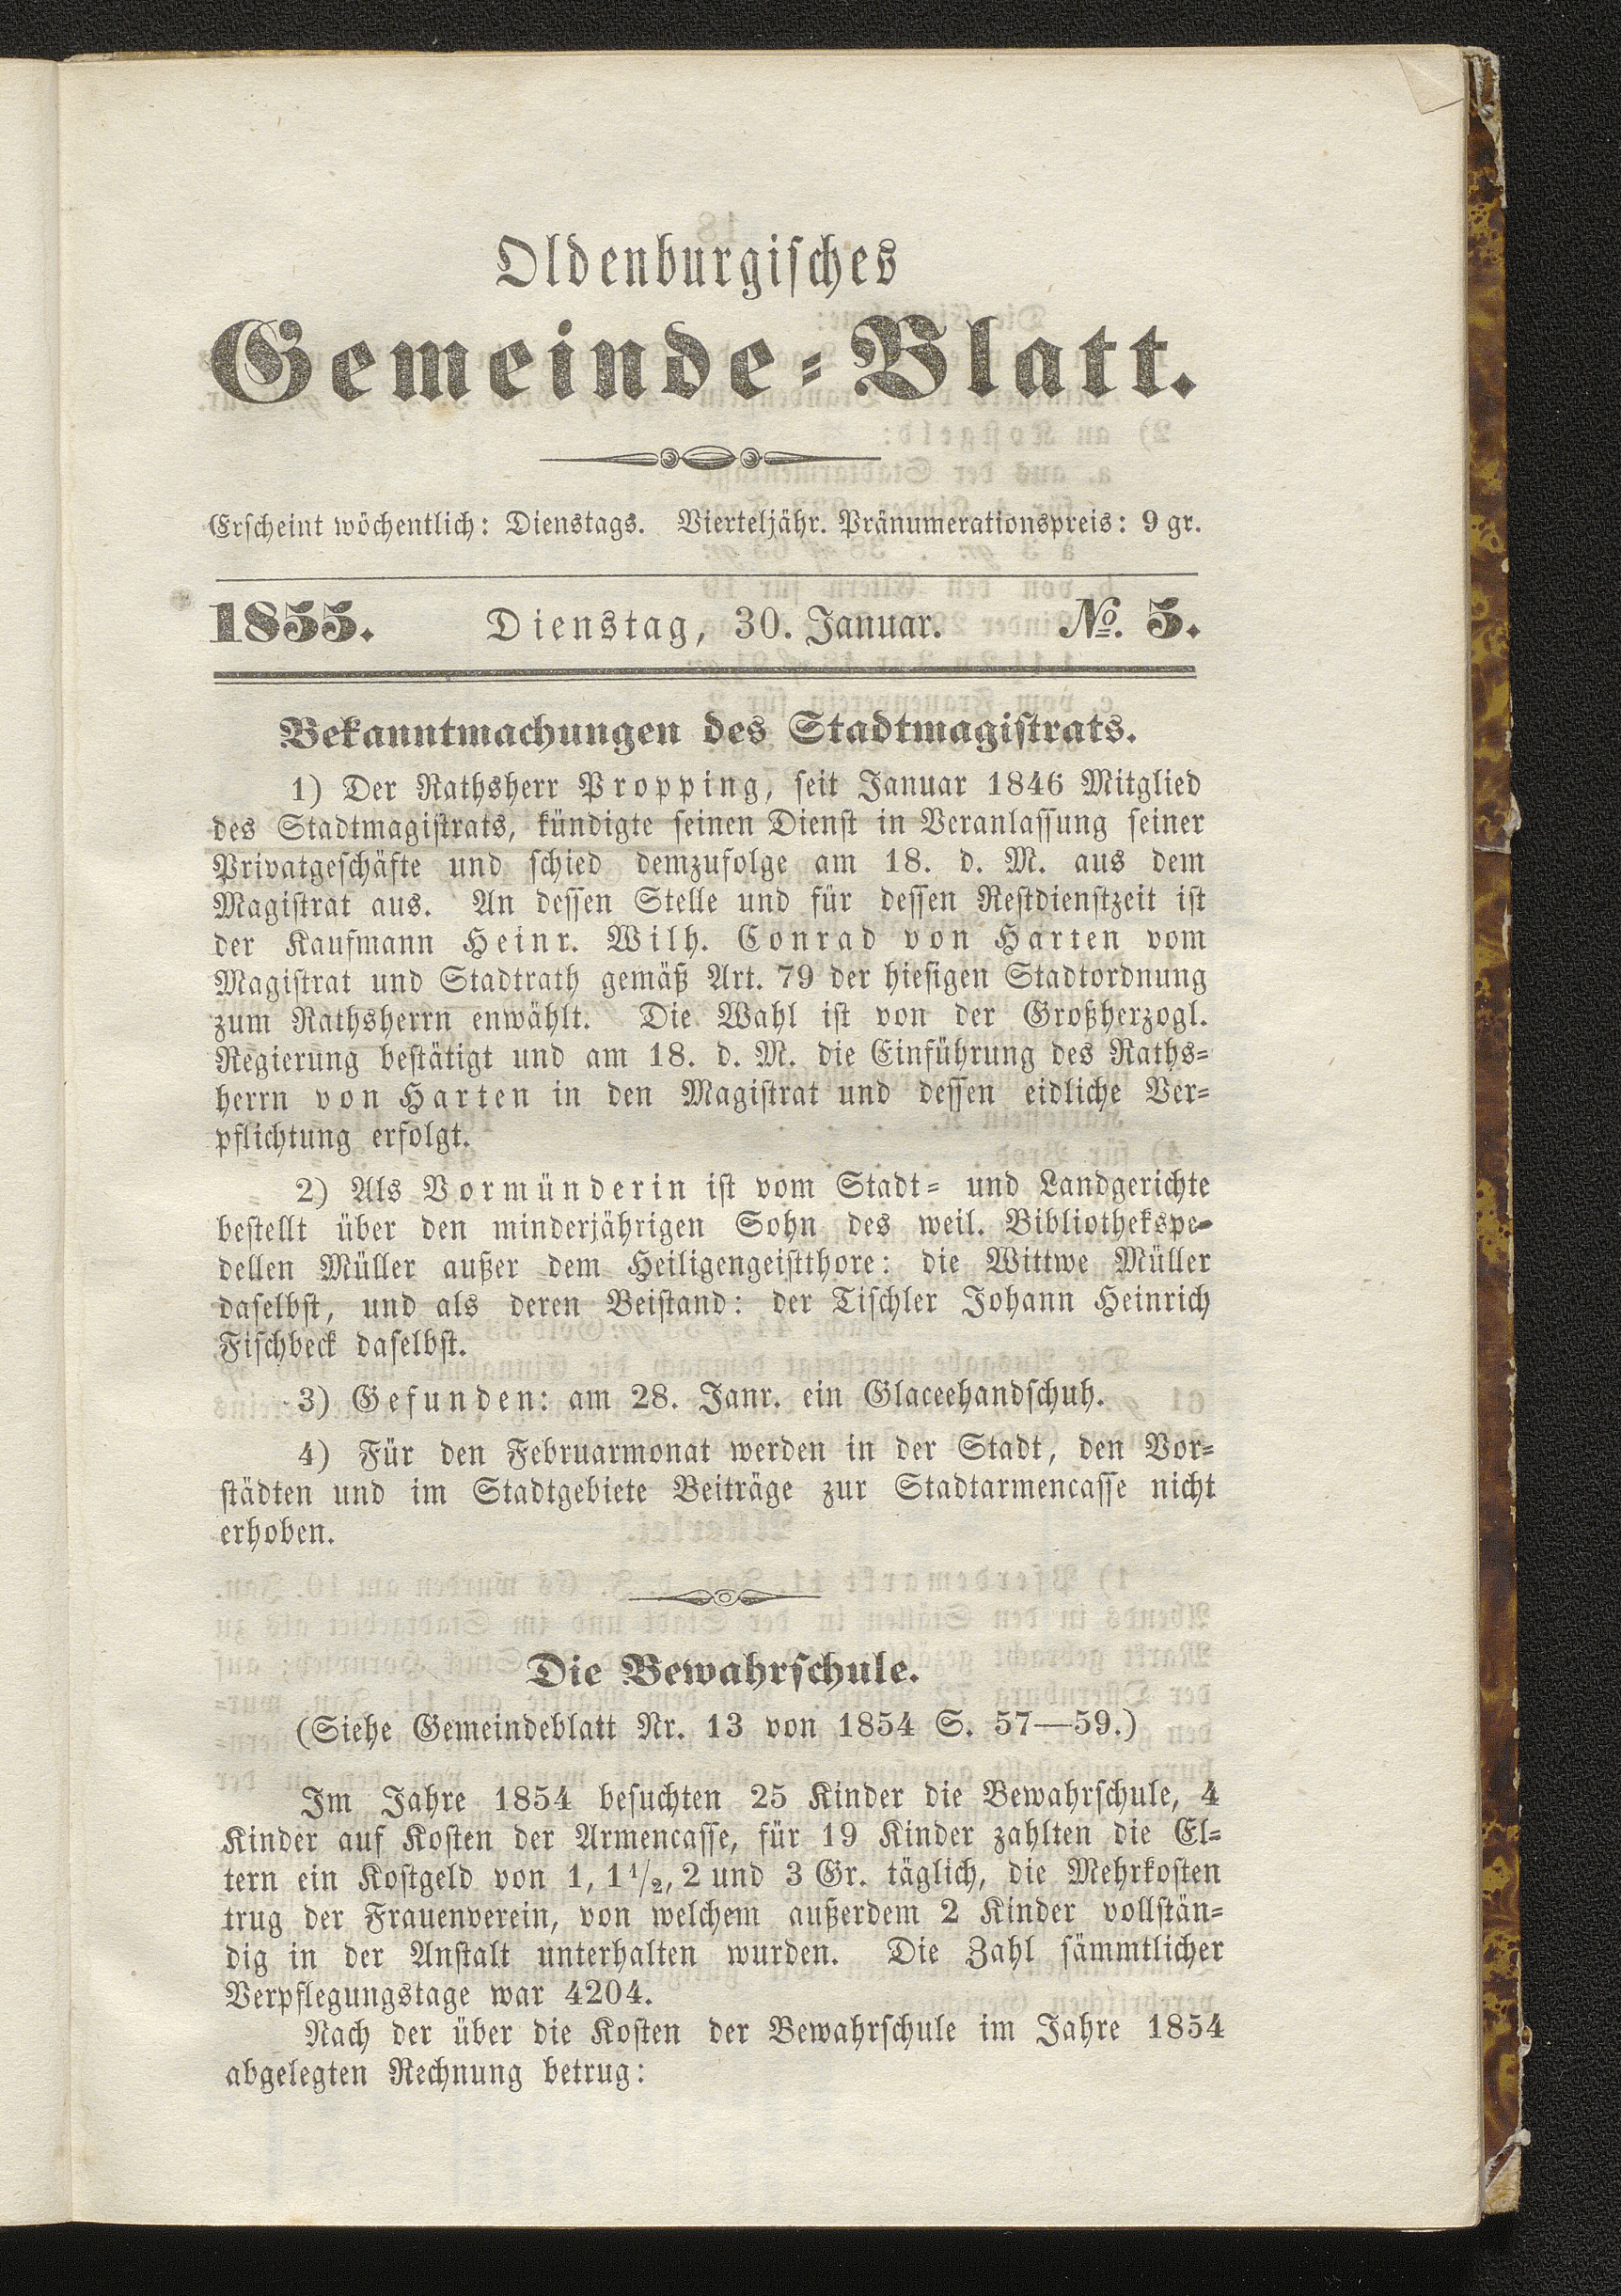 Oldenburgisches
Gemeinde-Blatt.
Erscheint wöchentlich: Dienstags. Vierteljähr. Pränumerationspreis: 9 gr.
1855. Dienstag, 30. Januar. No. 5.
Bekanntmachungen des Stadtmagistrats.
1) Der Rathsherr Propping, seit Januar 1846 Mitglied
des Stadtmagistrats, kündigte seinen Dienst in Veranlassung seiner
Privatgeschäfte und schied demzufolge am 18. d. M. aus dem
Magistrat aus. An dessen Stelle und für dessen Restdienstzeit ist
der Kaufmann Heinr. Wilh. Conrad von Harten vom
Magistrat und Stadtrath gemäß Art. 79 der hiesigen Stadtordnung
zum Rathsherrn enwählt. Die Wahl ist von der Großherzogl.
Regierung bestätigt und am 18. d. M. die Einführung des Raths-
herrn von Harten in den Magistrat und dessen eidliche Ver-
pflichtung erfolgt.
2) Als Vormünderin ist vom Stadt- und Landgerichte
bestellt über den minderjährigen Sohn des weil. Bibliothekspe-
dellen Müller außer dem Heiligengeistthore: die Wittwe Müller
daselbst, und als deren Beistand: der Tischler Johann Heinrich
Fischbeck daselbst.
3) Gefunden: am 28. Janr. ein Glaceehandschuh.
4) Für den Februarmonat werden in der Stadt, den Vor-
städten und im Stadtgebiete Beiträge zur Stadtarmencasse nicht
erhoben.
Die Bewahrschule.
(Siehe Gemeindeblatt Nr. 13 von 1854 S. 57—59.)
Im Jahre 1854 besuchten 25 Kinder die Bewahrschule, 4
Kinder auf Kosten der Armencasse, für 19 Kinder zahlten die El-
tern ein Kostgeld von 1, 1 1/2, 2 und 3 Gr. täglich, die Mehrkosten
trug der Frauenverein, von welchem außerdem 2 Kinder vollstän-
dig in der Anstalt unterhalten wurden. Die Zahl sämmtlicher
Verpflegungstage war 4204.
Nach der über die Kosten der Bewahrschule im Jahre 1854
abgelegten Rechnung betrug: